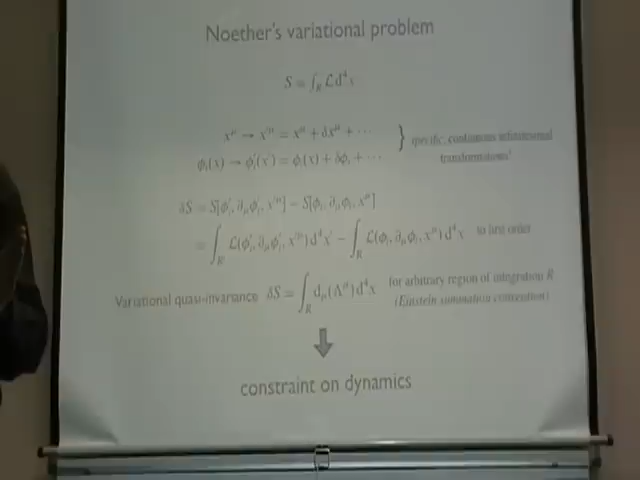 Noether's variational problem
S = ∫_R ℒ d⁴x
x^μ → x'^μ = x^μ + δx^μ + ⋯
ϕ_i(x) → ϕ'_i(x') = ϕ_i(x) + δϕ_i + ⋯
} specific, continuous infinitesimal
transformations
δS = S[ϕ'_i, ∂_μϕ'_i, x'^μ] − S[ϕ_i, ∂_μϕ_i, x^μ]
= ∫_R' ℒ(ϕ'_i, ∂_μϕ'_i, x'^μ) d⁴x' − ∫_R ℒ(ϕ_i, ∂_μϕ_i, x^μ) d⁴x to first order
Variational quasi-invariance δS = ∫_R d_μ(Λ^μ) d⁴x for arbitrary region of integration R
(Einstein summation convention)
constraint on dynamics